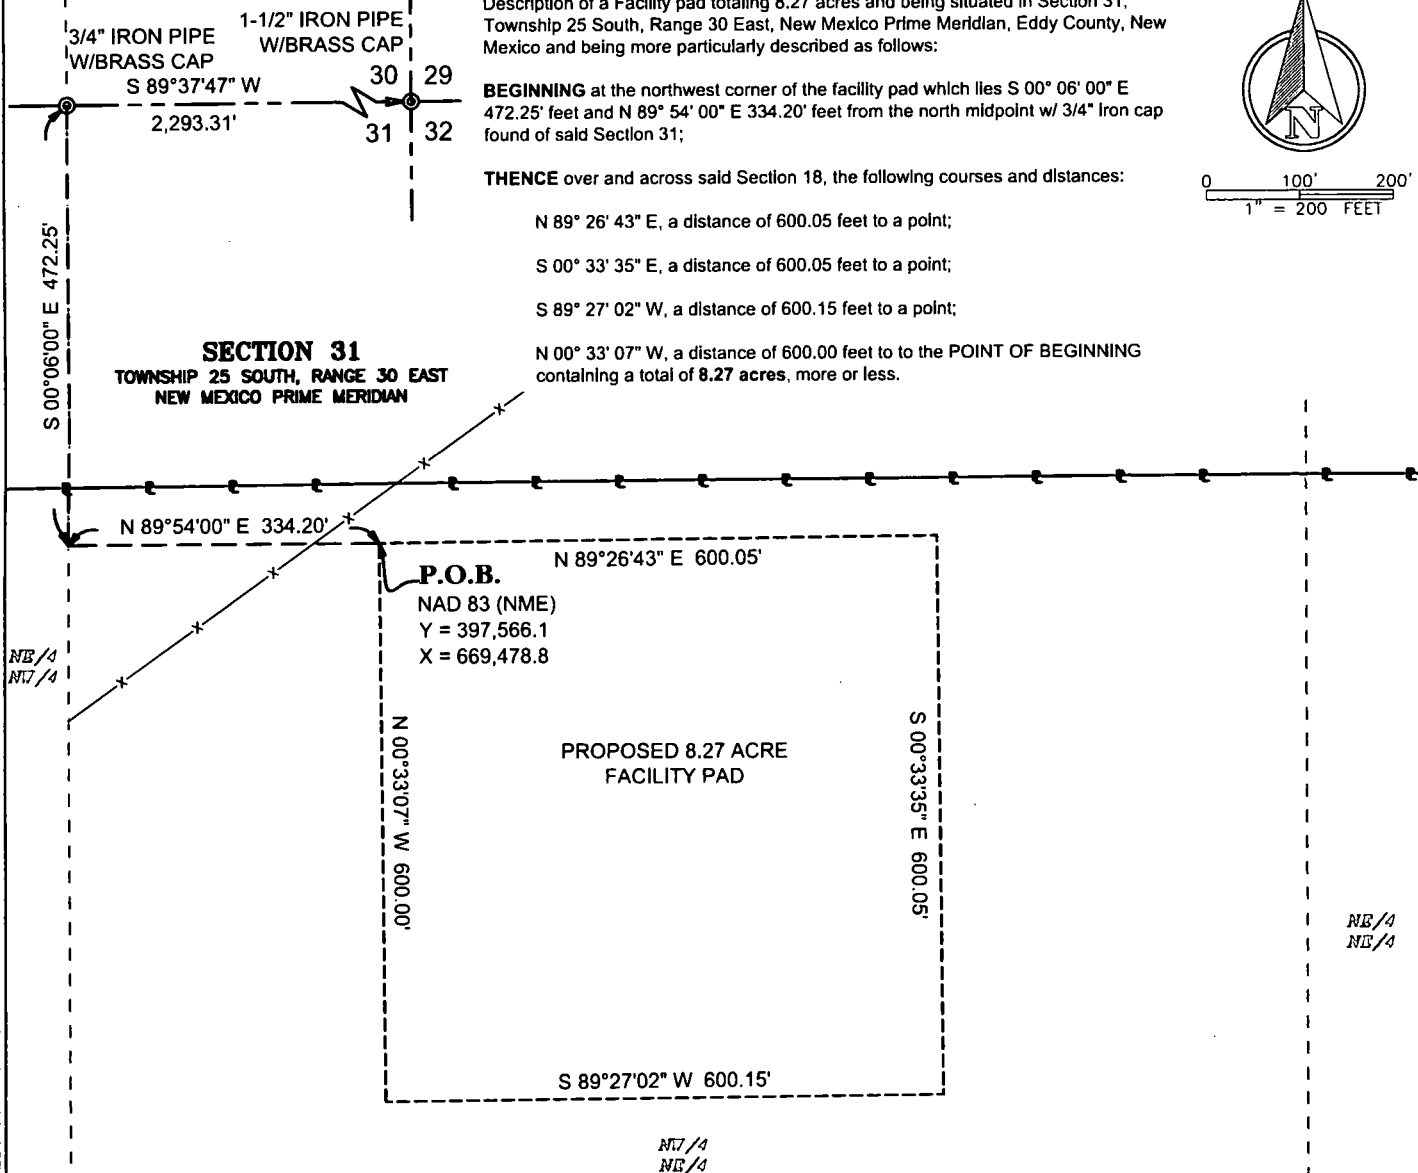 3/4" IRON PIPE
W/BRASS CAP
1-1/2" IRON PIPE
W/BRASS CAP
S 89°37'47" W
2,293.31'
30 29
31 32
Description of a Facility pad totaling 8.27 acres and being situated in Section 31,
Township 25 South, Range 30 East, New Mexico Prime Meridian, Eddy County, New
Mexico and being more particularly described as follows:
BEGINNING at the northwest corner of the facility pad which lies S 00° 06' 00" E
472.25' feet and N 89° 54' 00" E 334.20' feet from the north midpoint w/ 3/4" iron cap
found of said Section 31;
THENCE over and across said Section 18, the following courses and distances:
N 89° 26' 43" E, a distance of 600.05 feet to a point;
S 00° 33' 35" E, a distance of 600.05 feet to a point;
S 89° 27' 02" W, a distance of 600.15 feet to a point;
N 00° 33' 07" W, a distance of 600.00 feet to to the POINT OF BEGINNING
containing a total of 8.27 acres, more or less.
N
0 100' 200'
1" = 200 FEET
S 00°06'00" E 472.25'
SECTION 31
TOWNSHIP 25 SOUTH, RANGE 30 EAST
NEW MEXICO PRIME MERIDIAN
N 89°54'00" E 334.20'
N 89°26'43" E 600.05'
P.O.B.
NAD 83 (NME)
Y = 397,566.1
X = 669,478.8
NE/4
NW/4
N 00°33'07" W 600.00'
PROPOSED 8.27 ACRE
FACILITY PAD
S 00°33'35" E 600.05'
NE/4
NE/4
S 89°27'02" W 600.15'
NW/4
NE/4